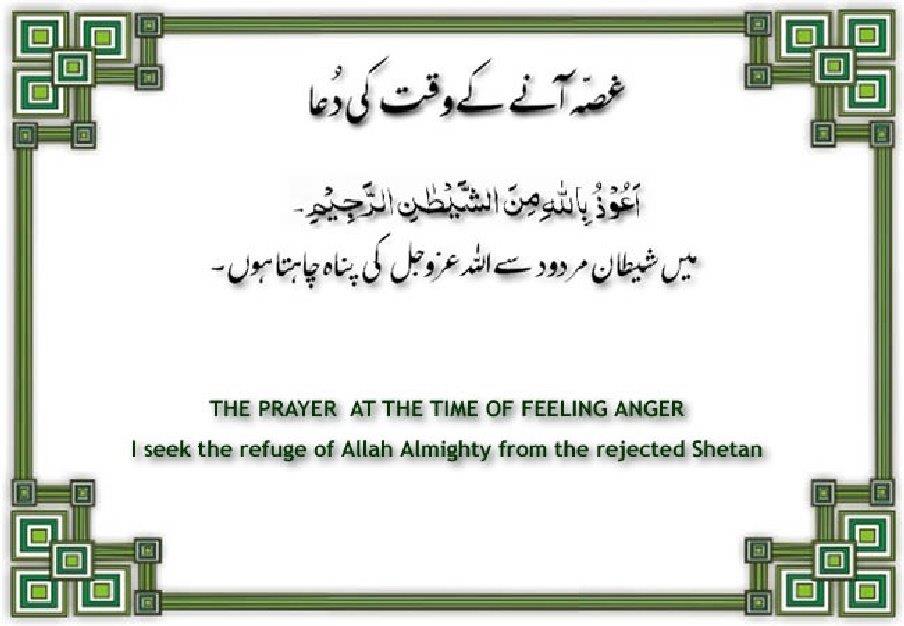 غصّہ آنے کے وقت کی دُعا
اَعُوْذُ بِاللّٰهِ مِنَ الشَّيْطٰنِ الرَّجِيْمِ۔
میں شیطان مردود سے اللہ عزوجل کی پناہ چاہتا ہوں۔
THE PRAYER AT THE TIME OF FEELING ANGER
I seek the refuge of Allah Almighty from the rejected Shetan